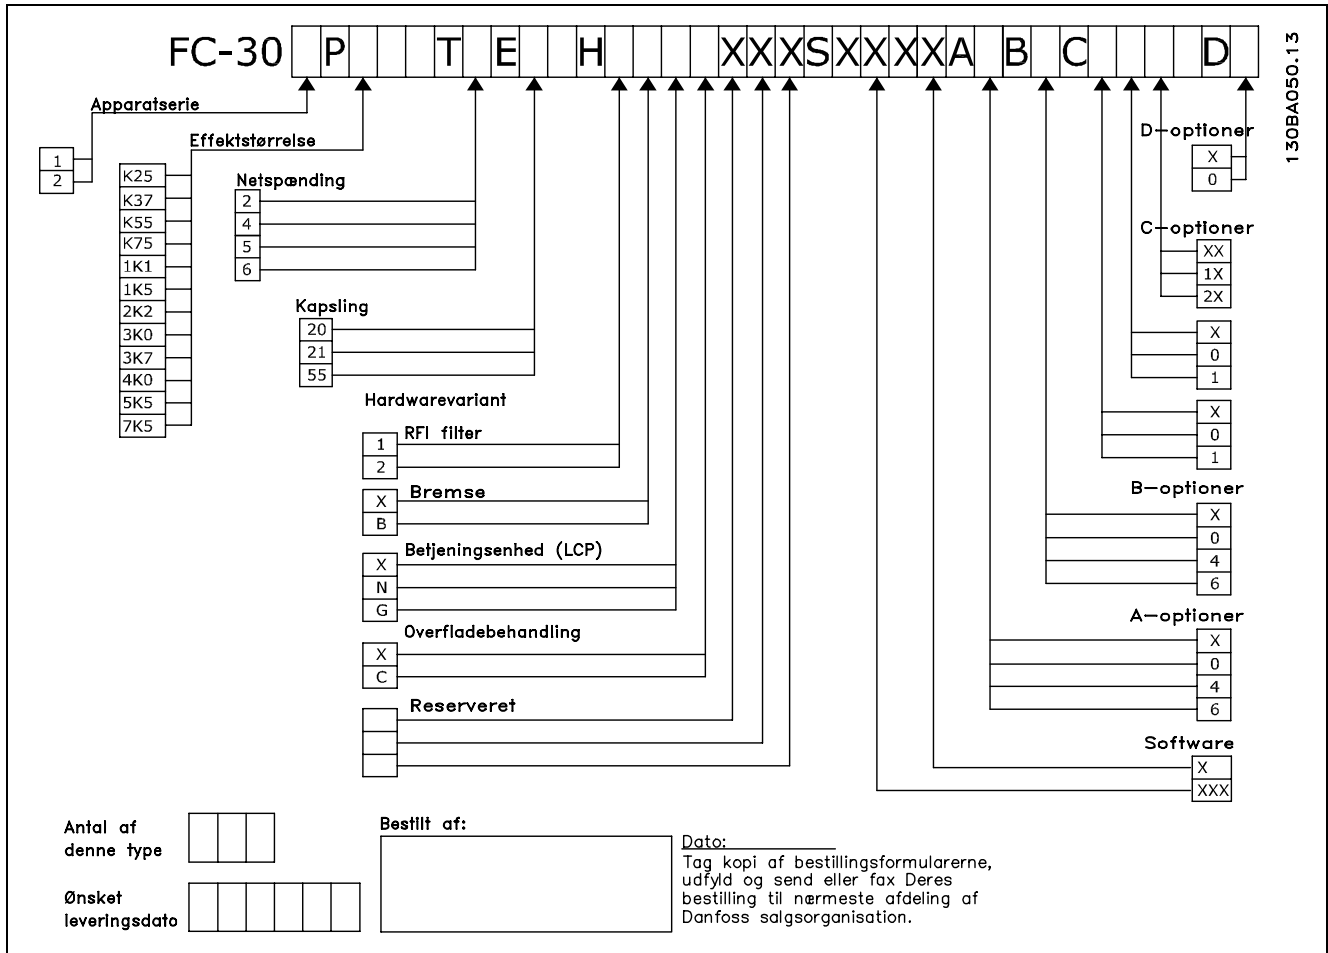 FC-30 P T E H XXXSXXXXA B C D
130BA050.13
Apparatserie
1
2
Effektstørrelse
K25
K37
K55
K75
1K1
1K5
2K2
3K0
3K7
4K0
5K5
7K5
Netspænding
2
4
5
6
Kapsling
20
21
55
Hardwarevariant
RFI filter
1
2
Bremse
X
B
Betjeningsenhed (LCP)
X
N
G
Overfladebehandling
X
C
Reserveret
D-optioner
X
0
C-optioner
XX
1X
2X
X
0
1
X
0
1
B-optioner
X
0
4
6
A-optioner
X
0
4
6
Software
X
XXX
Antal af
denne type
Ønsket
leveringsdato
Bestilt af:
Dato:
Tag kopi af bestillingsformularerne,
udfyld og send eller fax Deres
bestilling til nærmeste afdeling af
Danfoss salgsorganisation.